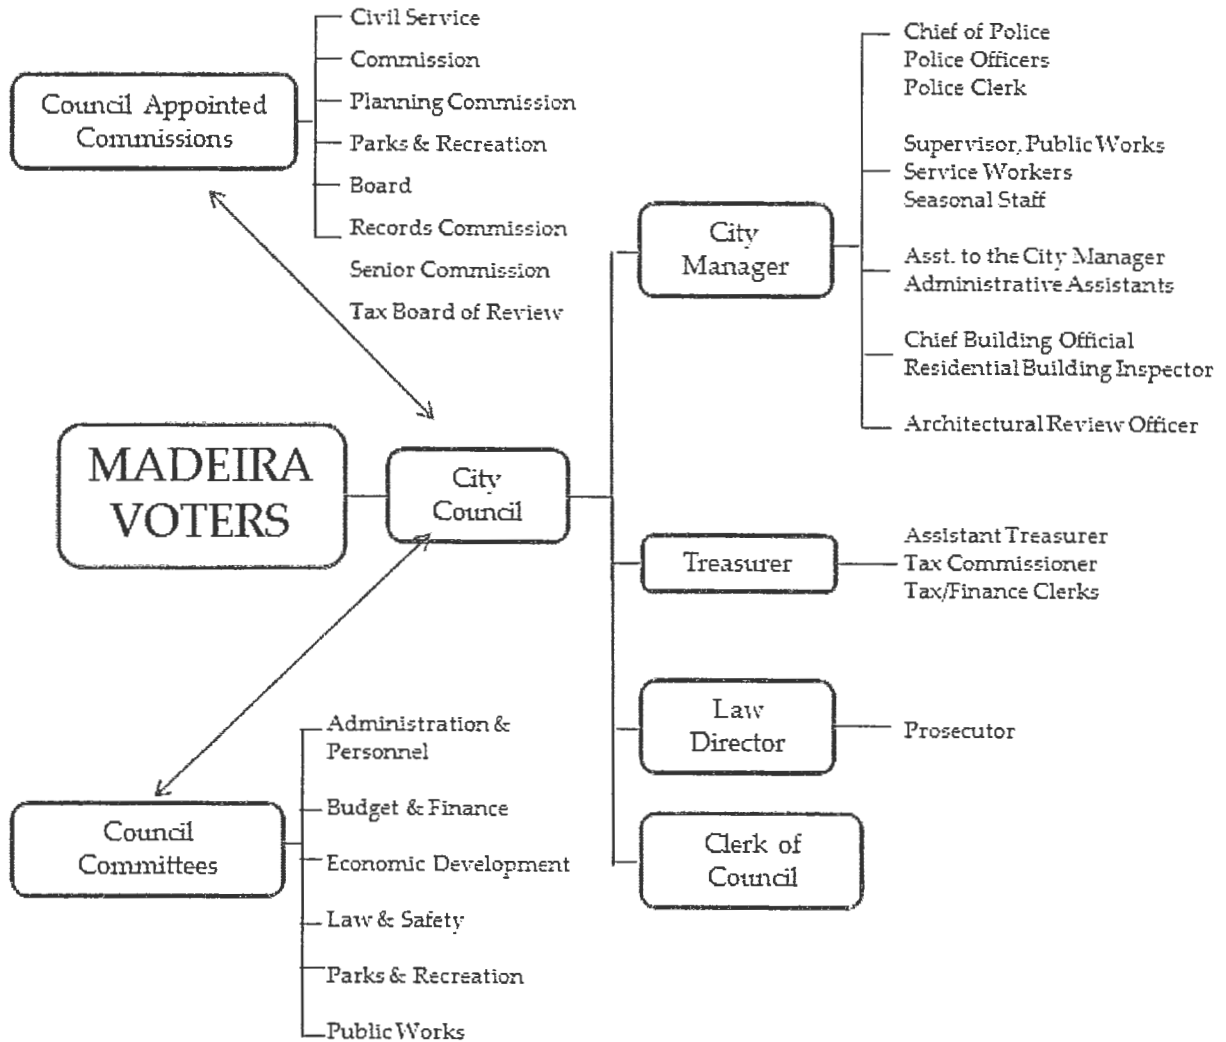 Civil Service
Commission
Planning Commission
Parks & Recreation
Board
Records Commission
Senior Commission
Tax Board of Review
Council Appointed
Commissions
Chief of Police
Police Officers
Police Clerk
Supervisor, Public Works
Service Workers
Seasonal Staff
City
Manager
Asst. to the City Manager
Administrative Assistants
Chief Building Official
Residential Building Inspector
Architectural Review Officer
MADEIRA
VOTERS
City
Council
Treasurer
Assistant Treasurer
Tax Commissioner
Tax/Finance Clerks
Law
Director
Prosecutor
Clerk of
Council
Council
Committees
Administration &
Personnel
Budget & Finance
Economic Development
Law & Safety
Parks & Recreation
Public Works